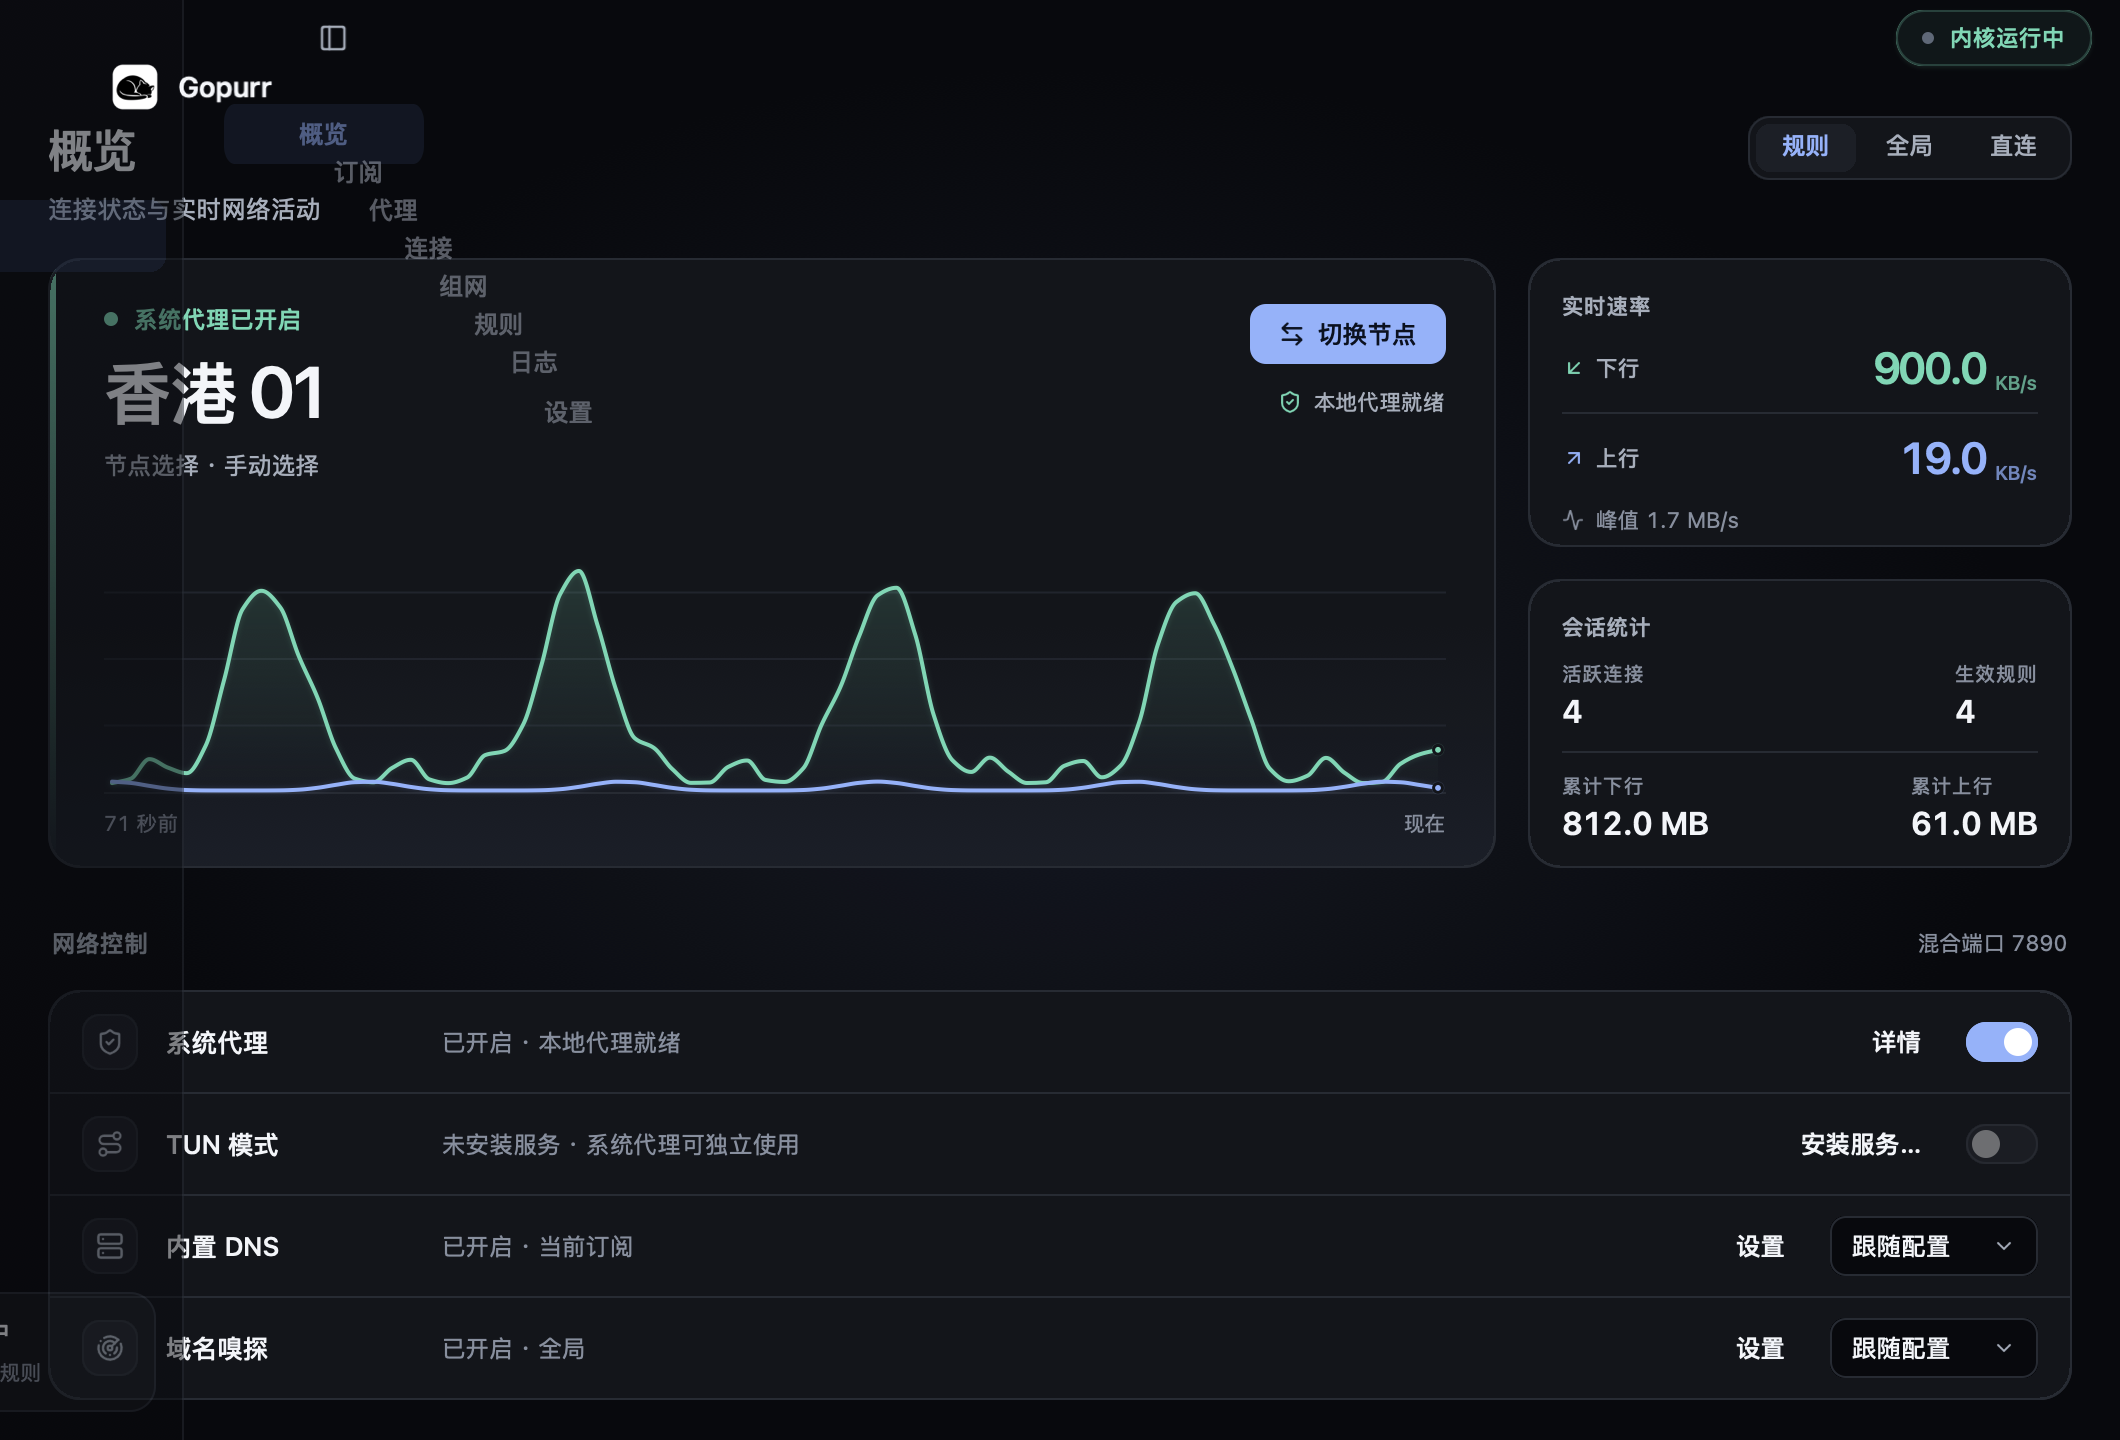 内核运行中
Gopurr
概览
概览
连接状态与实时网络活动
订阅
代理
连接
组网
规则
日志
设置
规则 全局 直连
系统代理已开启
香港 01
节点选择 · 手动选择
切换节点
本地代理就绪
71 秒前 现在
实时速率
下行 900.0 KB/s
上行 19.0 KB/s
峰值 1.7 MB/s
会话统计
活跃连接 生效规则
4 4
累计下行 累计上行
812.0 MB 61.0 MB
网络控制 混合端口 7890
系统代理 已开启 · 本地代理就绪 详情
TUN 模式 未安装服务 · 系统代理可独立使用 安装服务...
内置 DNS 已开启 · 当前订阅 设置 跟随配置
域名嗅探 已开启 · 全局 设置 跟随配置
规则